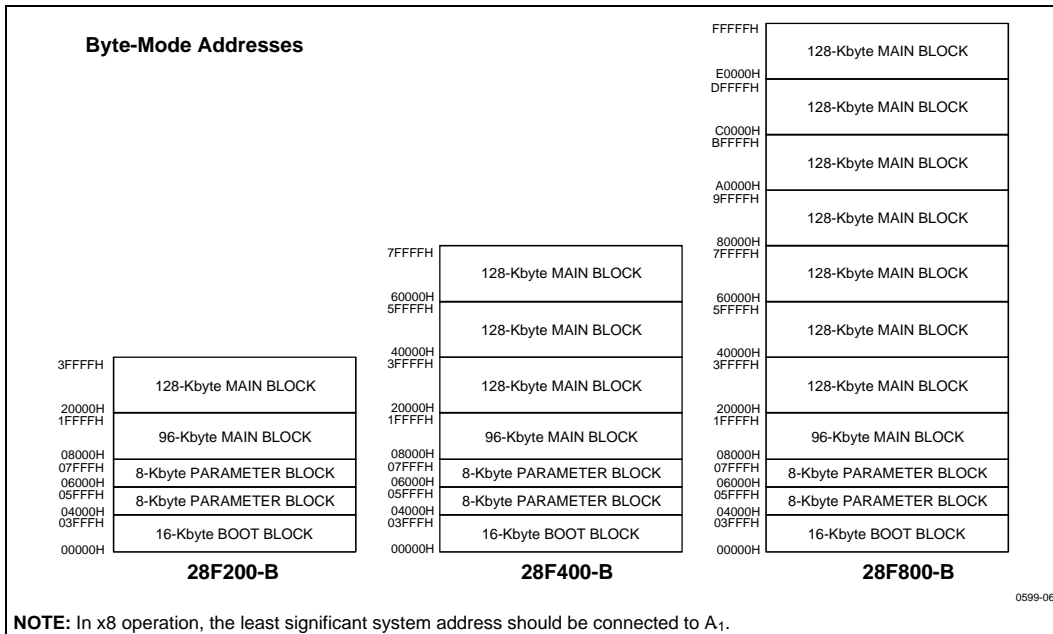 Byte-Mode Addresses
3FFFFH
128-Kbyte MAIN BLOCK
20000H
1FFFFH
96-Kbyte MAIN BLOCK
08000H
07FFFH
8-Kbyte PARAMETER BLOCK
06000H
05FFFH
8-Kbyte PARAMETER BLOCK
04000H
03FFFH
16-Kbyte BOOT BLOCK
00000H
28F200-B
7FFFFH
128-Kbyte MAIN BLOCK
60000H
5FFFFH
128-Kbyte MAIN BLOCK
40000H
3FFFFH
128-Kbyte MAIN BLOCK
20000H
1FFFFH
96-Kbyte MAIN BLOCK
08000H
07FFFH
8-Kbyte PARAMETER BLOCK
06000H
05FFFH
8-Kbyte PARAMETER BLOCK
04000H
03FFFH
16-Kbyte BOOT BLOCK
00000H
28F400-B
FFFFFH
128-Kbyte MAIN BLOCK
E0000H
DFFFFH
128-Kbyte MAIN BLOCK
C0000H
BFFFFH
128-Kbyte MAIN BLOCK
A0000H
9FFFFH
128-Kbyte MAIN BLOCK
80000H
7FFFFH
128-Kbyte MAIN BLOCK
60000H
5FFFFH
128-Kbyte MAIN BLOCK
40000H
3FFFFH
128-Kbyte MAIN BLOCK
20000H
1FFFFH
96-Kbyte MAIN BLOCK
08000H
07FFFH
8-Kbyte PARAMETER BLOCK
06000H
05FFFH
8-Kbyte PARAMETER BLOCK
04000H
03FFFH
16-Kbyte BOOT BLOCK
00000H
28F800-B
0599-06
NOTE: In x8 operation, the least significant system address should be connected to A₁.